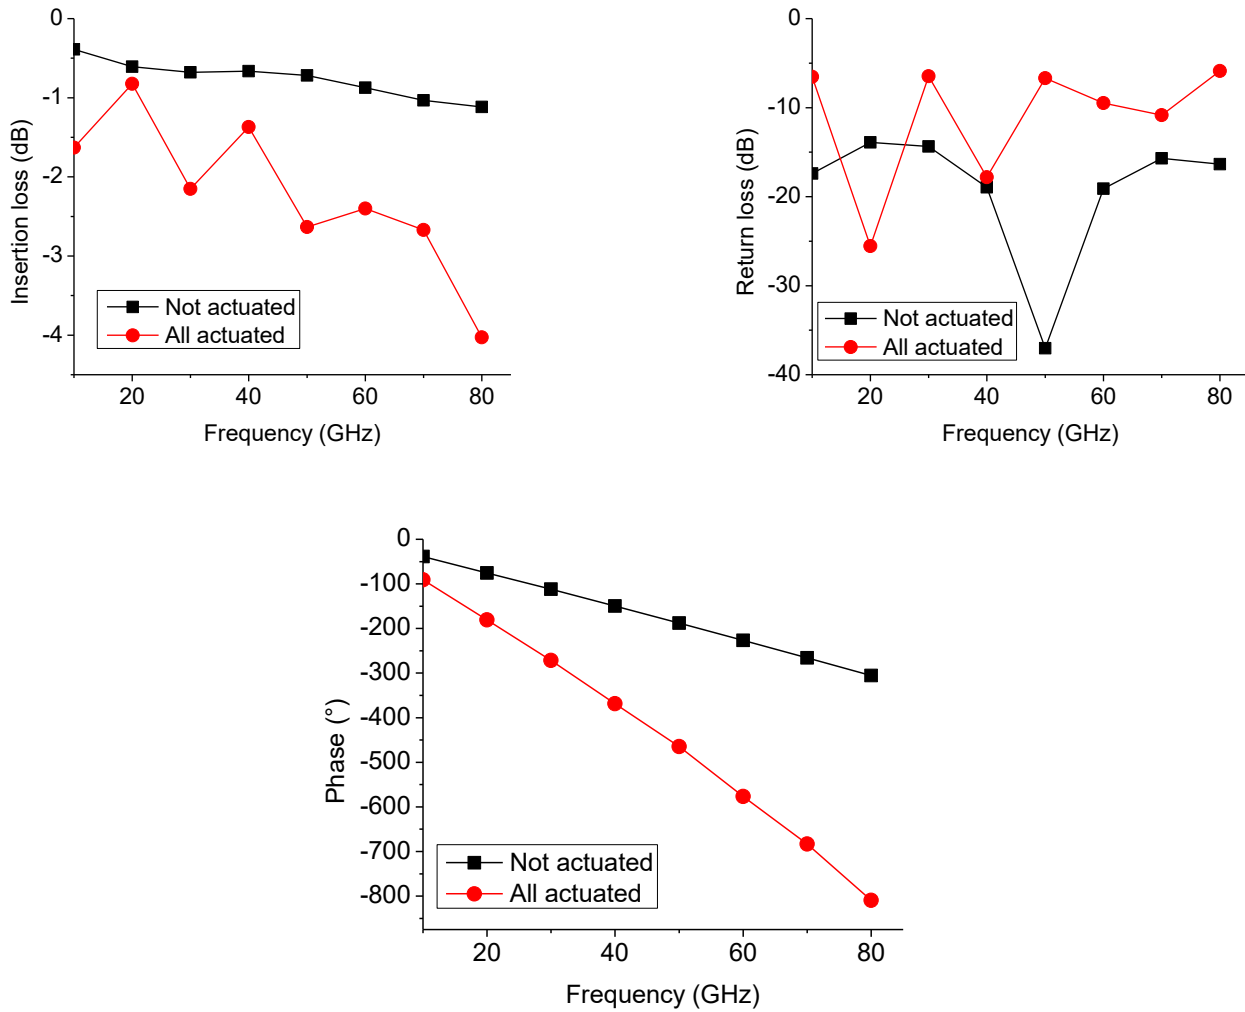 0
-1
-2
-3
-4
Insertion loss (dB)
Not actuated
All actuated
20
40
60
80
Frequency (GHz)
0
-10
-20
-30
-40
Return loss (dB)
Not actuated
All actuated
20
40
60
80
Frequency (GHz)
0
-100
-200
-300
-400
-500
-600
-700
-800
Phase (°)
Not actuated
All actuated
20
40
60
80
Frequency (GHz)